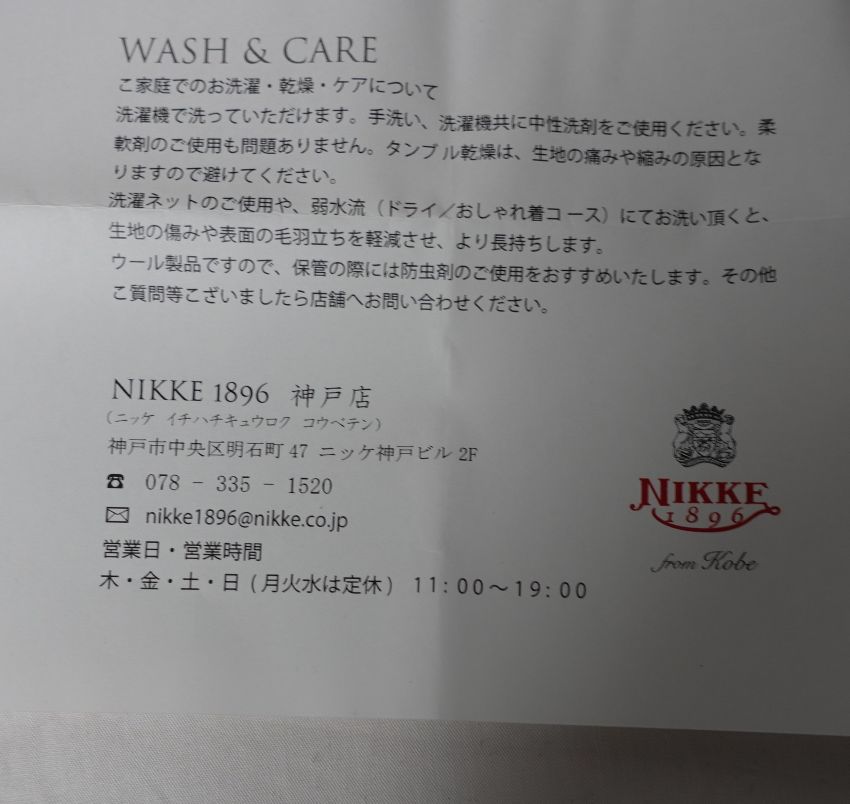 WASH & CARE
ご家庭でのお洗濯・乾燥・ケアについて
洗濯機で洗っていただけます。手洗い、洗濯機共に中性洗剤をご使用ください。柔
軟剤のご使用も問題ありません。タンブル乾燥は、生地の痛みや縮みの原因とな
りますので避けてください。
洗濯ネットのご使用や、弱水流（ドライ／おしゃれ着コース）にてお洗い頂くと、
生地の傷みや表面の毛羽立ちを軽減させ、より長持ちします。
ウール製品ですので、保管の際には防虫剤のご使用をおすすめいたします。その他
ご質問等ございましたら店舗へお問い合わせください。
NIKKE 1896 神戸店
（ニッケ イチハチキュウロク コウベテン）
神戸市中央区明石町 47 ニッケ神戸ビル 2F
☎ 078 － 335 － 1520
✉ nikke1896@nikke.co.jp
営業日・営業時間
木・金・土・日 ( 月火水は定休 ) 11:00～19:00
NIKKE
1896
from Kobe